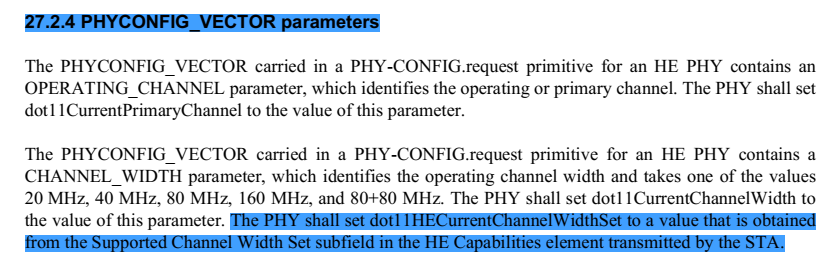 27.2.4 PHYCONFIG_VECTOR parameters
The PHYCONFIG_VECTOR carried in a PHY-CONFIG.request primitive for an HE PHY contains an
OPERATING_CHANNEL parameter, which identifies the operating or primary channel. The PHY shall set
dot11CurrentPrimaryChannel to the value of this parameter.
The PHYCONFIG_VECTOR carried in a PHY-CONFIG.request primitive for an HE PHY contains a
CHANNEL_WIDTH parameter, which identifies the operating channel width and takes one of the values
20 MHz, 40 MHz, 80 MHz, 160 MHz, and 80+80 MHz. The PHY shall set dot11CurrentChannelWidth to
the value of this parameter. The PHY shall set dot11HECurrentChannelWidthSet to a value that is obtained
from the Supported Channel Width Set subfield in the HE Capabilities element transmitted by the STA.